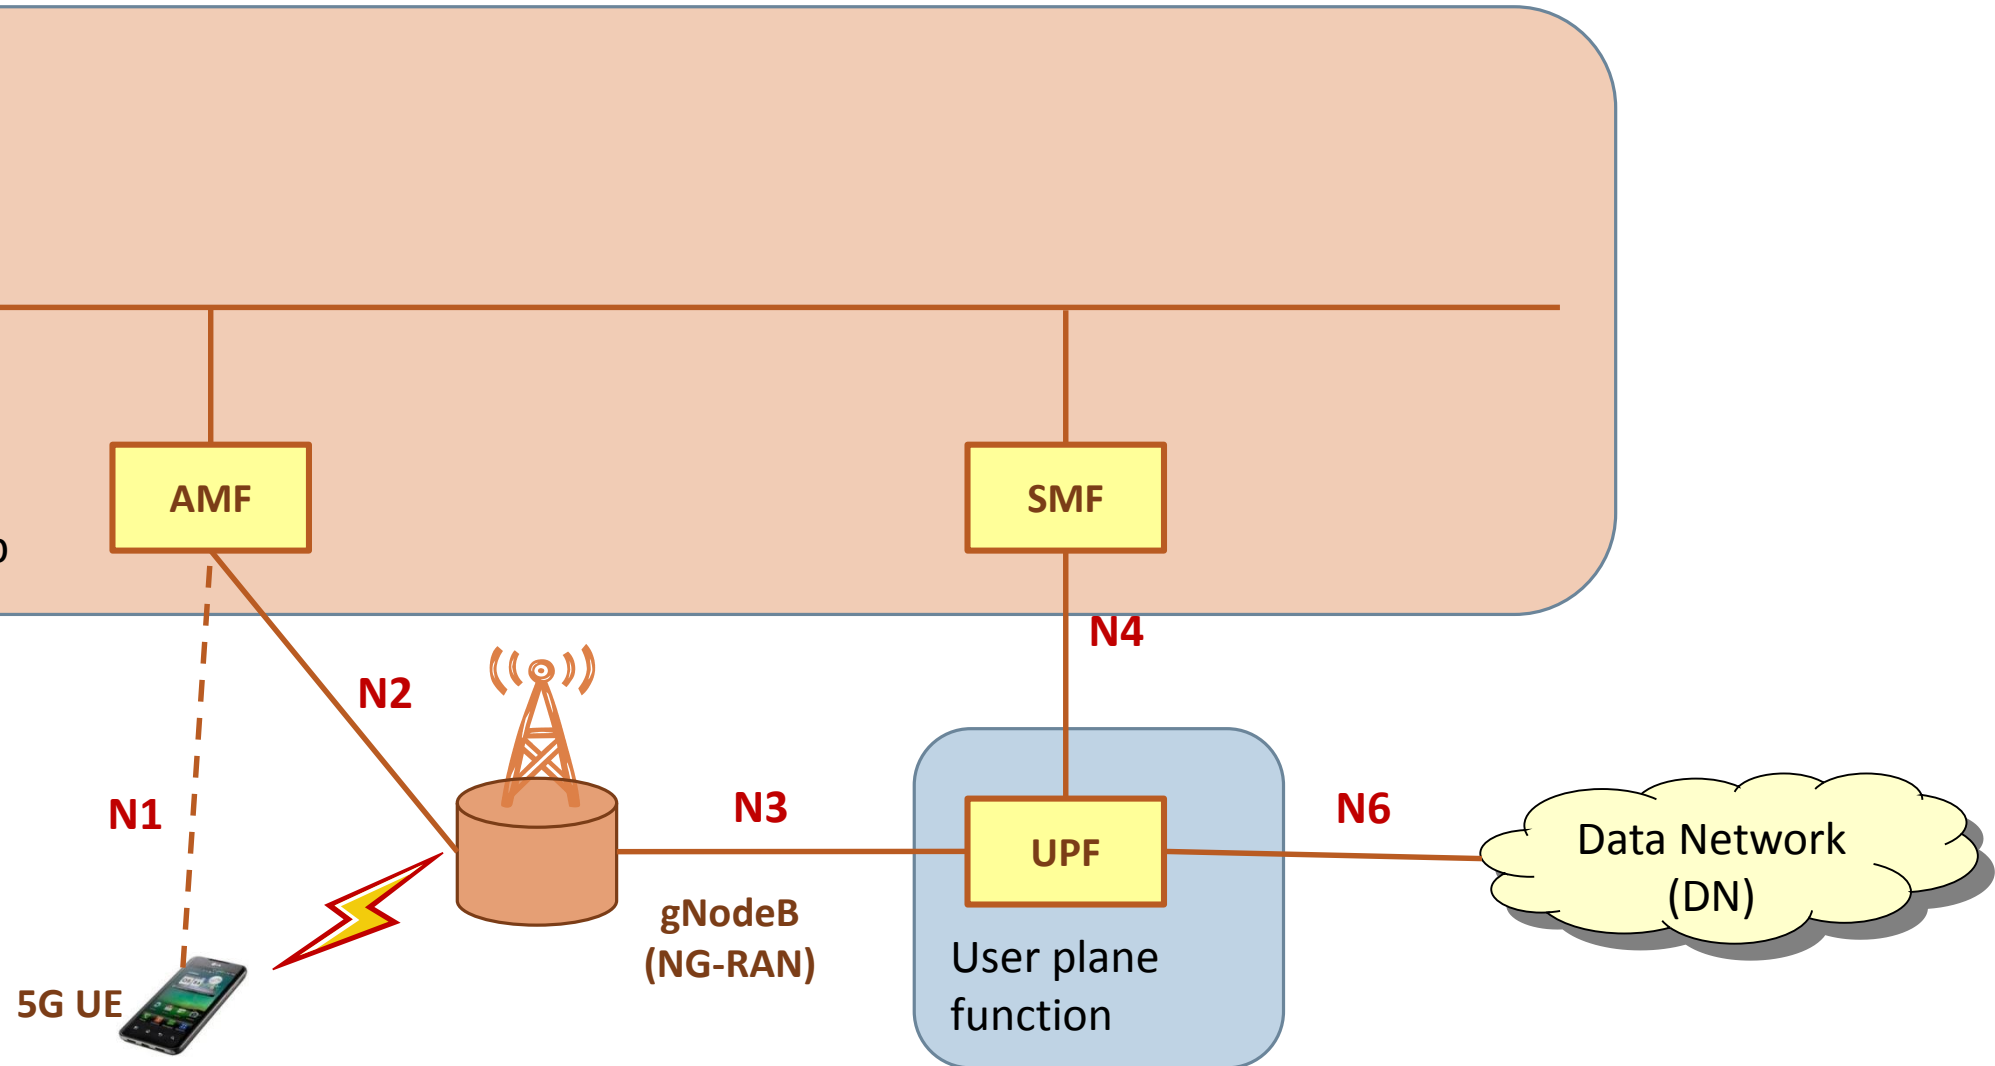 AMF
SMF
N4
N2
N1
N3
N6
UPF
Data Network
(DN)
gNodeB
(NG-RAN)
User plane
function
5G UE